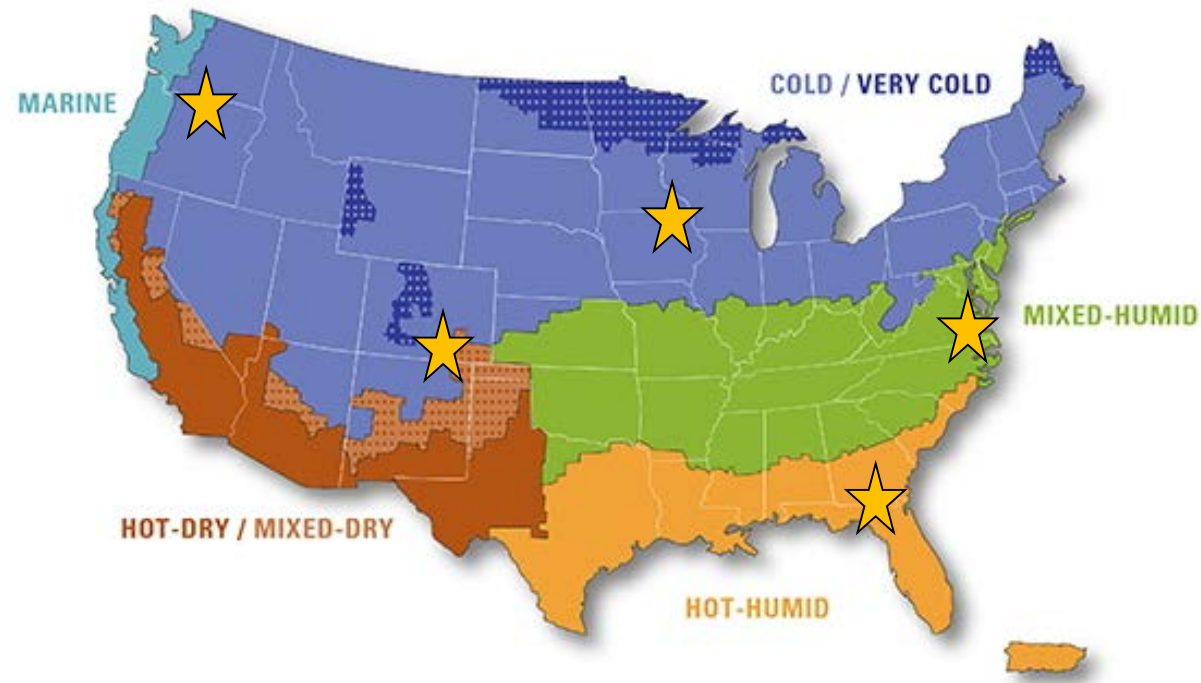 COLD / VERY COLD
MARINE
MIXED-HUMID
HOT-DRY / MIXED-DRY
HOT-HUMID